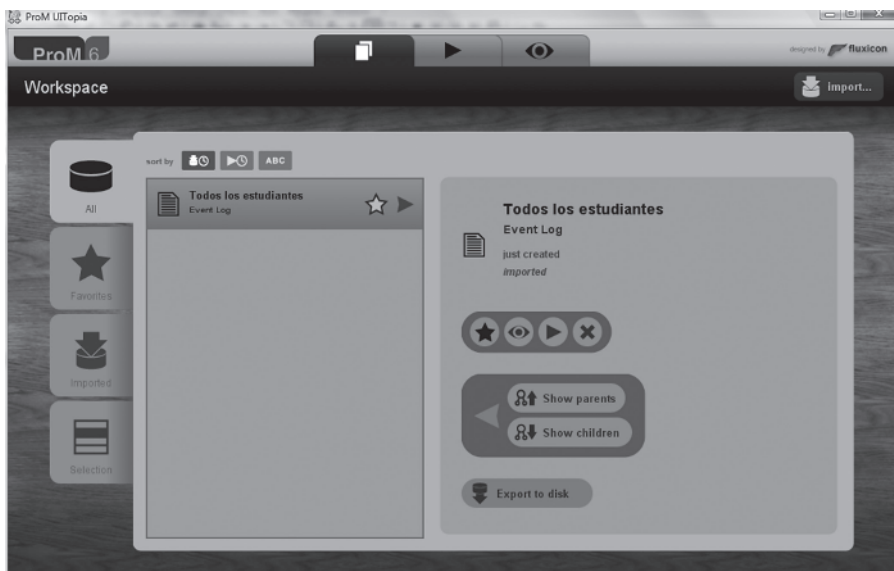 ProM UITopia
ProM 6
designed by fluxicon
Workspace
import...
sort by ABC
All
Todos los estudiantes
Event Log
Todos los estudiantes
Event Log
just created
imported
Favorites
Imported
Show parents
Show children
Selection
Export to disk